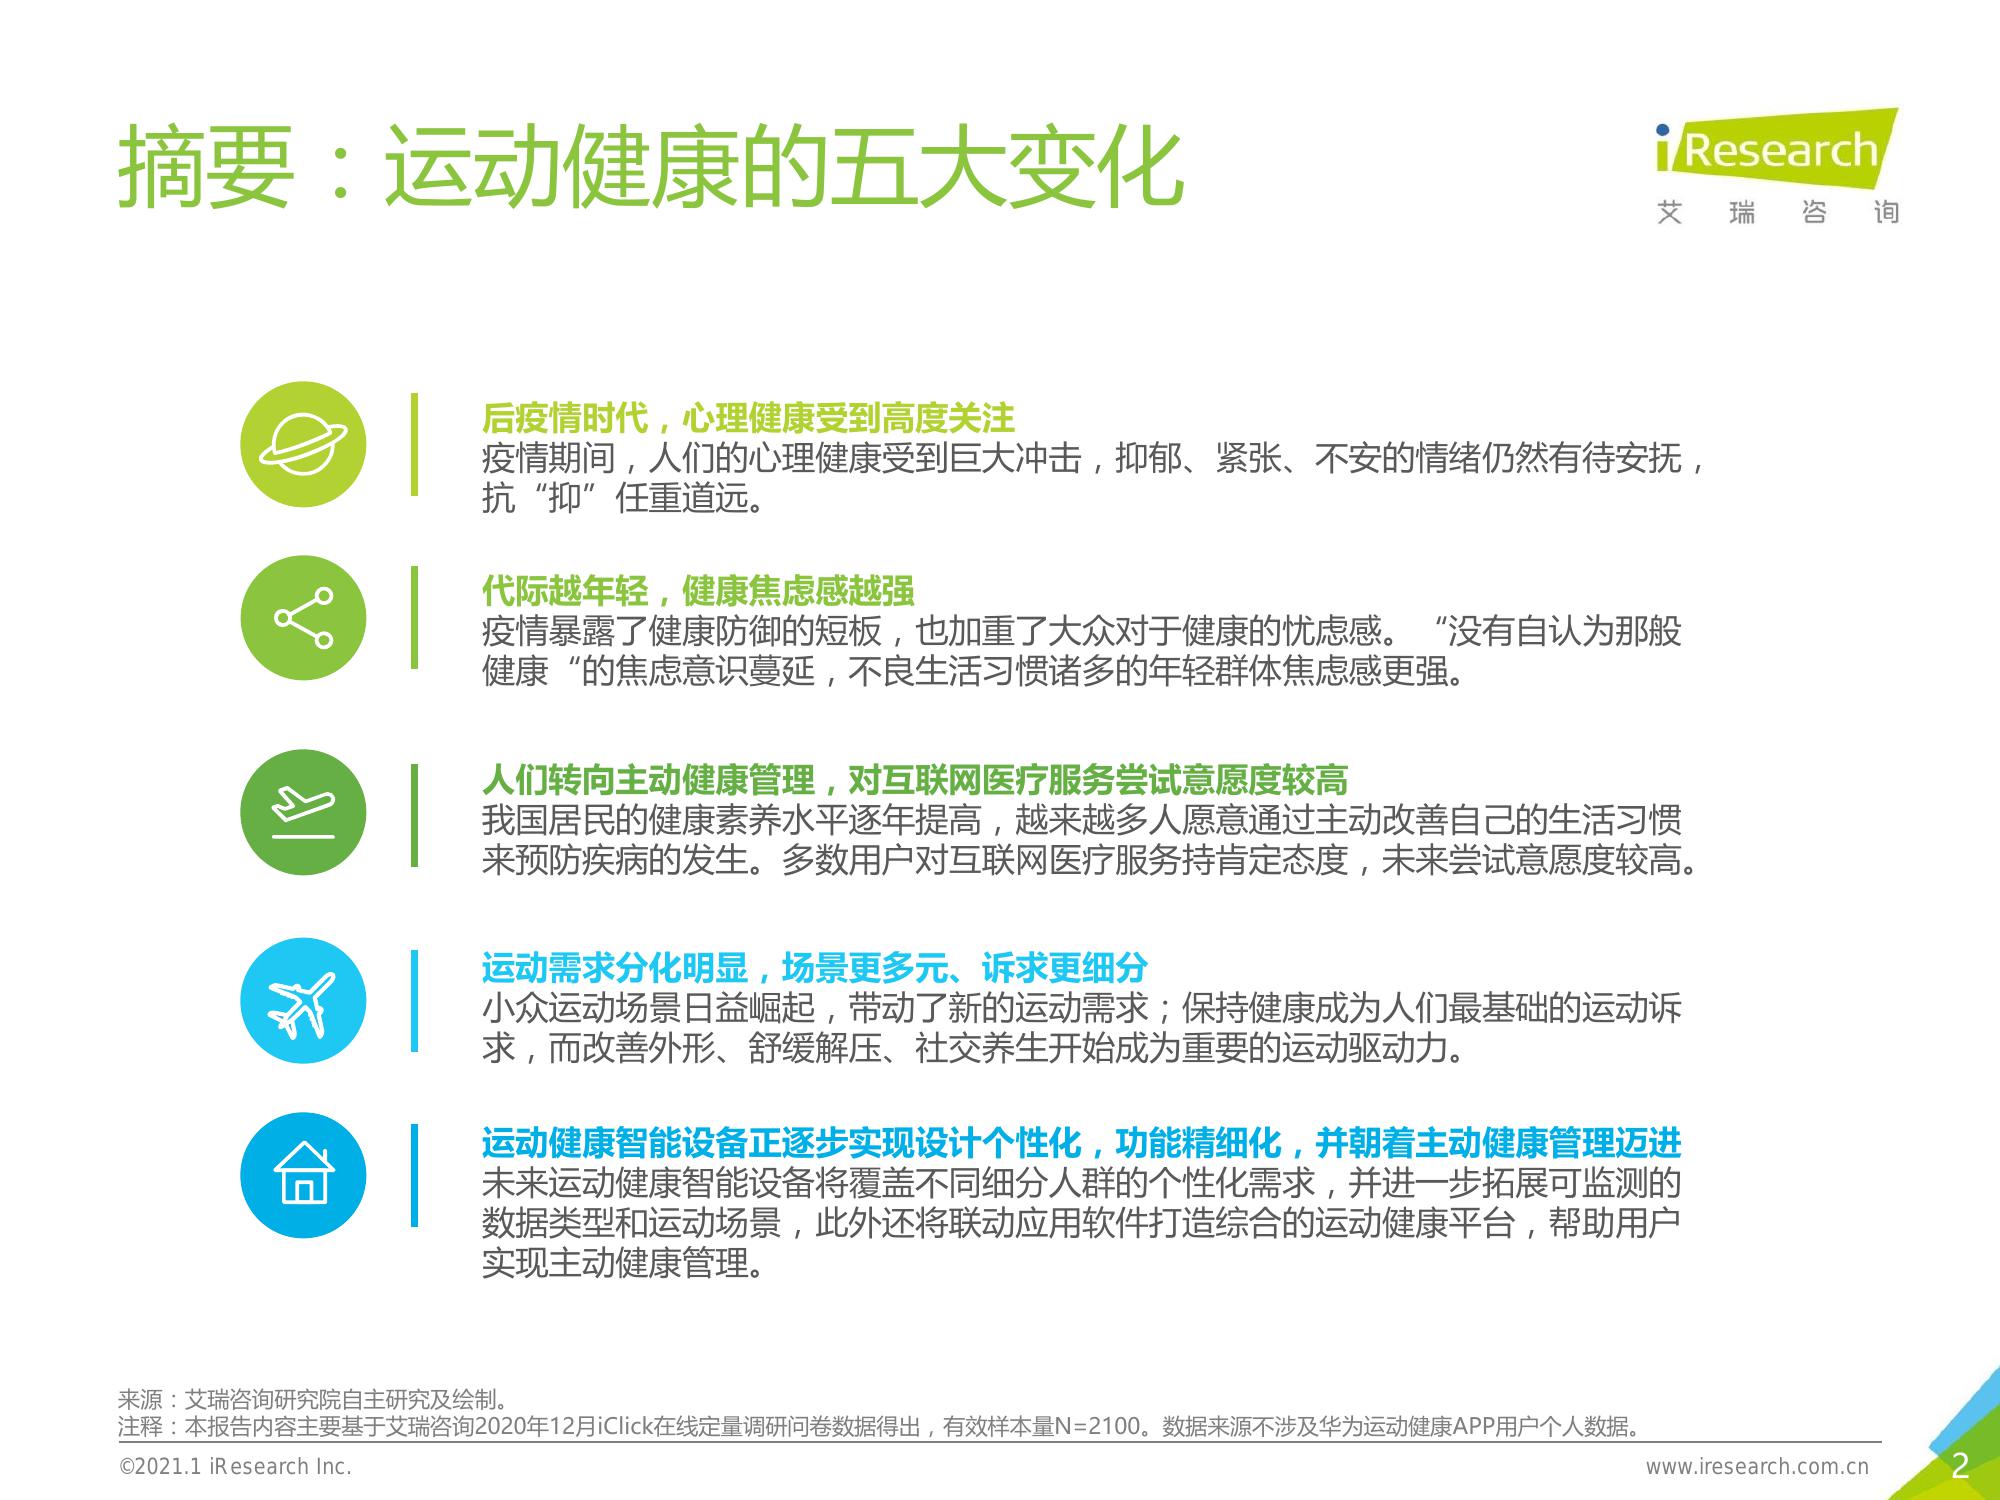 摘要：运动健康的五大变化
iResearch
艾瑞咨询
后疫情时代，心理健康受到高度关注
疫情期间，人们的心理健康受到巨大冲击，抑郁、紧张、不安的情绪仍然有待安抚，
抗“抑”任重道远。
代际越年轻，健康焦虑感越强
疫情暴露了健康防御的短板，也加重了大众对于健康的忧虑感。“没有自认为那般
健康“的焦虑意识蔓延，不良生活习惯诸多的年轻群体焦虑感更强。
人们转向主动健康管理，对互联网医疗服务尝试意愿度较高
我国居民的健康素养水平逐年提高，越来越多人愿意通过主动改善自己的生活习惯
来预防疾病的发生。多数用户对互联网医疗服务持肯定态度，未来尝试意愿度较高。
运动需求分化明显，场景更多元、诉求更细分
小众运动场景日益崛起，带动了新的运动需求；保持健康成为人们最基础的运动诉
求，而改善外形、舒缓解压、社交养生开始成为重要的运动驱动力。
运动健康智能设备正逐步实现设计个性化，功能精细化，并朝着主动健康管理迈进
未来运动健康智能设备将覆盖不同细分人群的个性化需求，并进一步拓展可监测的
数据类型和运动场景，此外还将联动应用软件打造综合的运动健康平台，帮助用户
实现主动健康管理。
来源：艾瑞咨询研究院自主研究及绘制。
注释：本报告内容主要基于艾瑞咨询2020年12月iClick在线定量调研问卷数据得出，有效样本量N=2100。数据来源不涉及华为运动健康APP用户个人数据。
©2021.1 iResearch Inc.
www.iresearch.com.cn
2